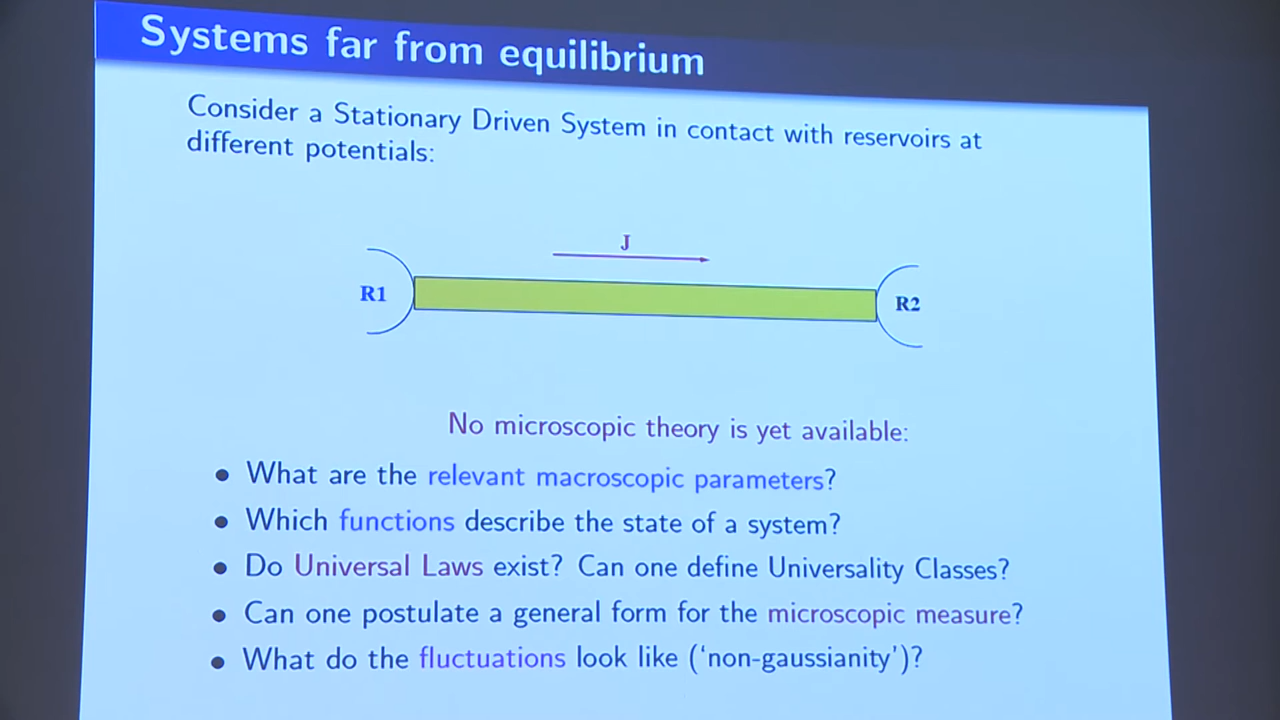 Systems far from equilibrium
Consider a Stationary Driven System in contact with reservoirs at
different potentials:
J
R1
R2
No microscopic theory is yet available:
• What are the relevant macroscopic parameters?
• Which functions describe the state of a system?
• Do Universal Laws exist? Can one define Universality Classes?
• Can one postulate a general form for the microscopic measure?
• What do the fluctuations look like (‘non-gaussianity’)?